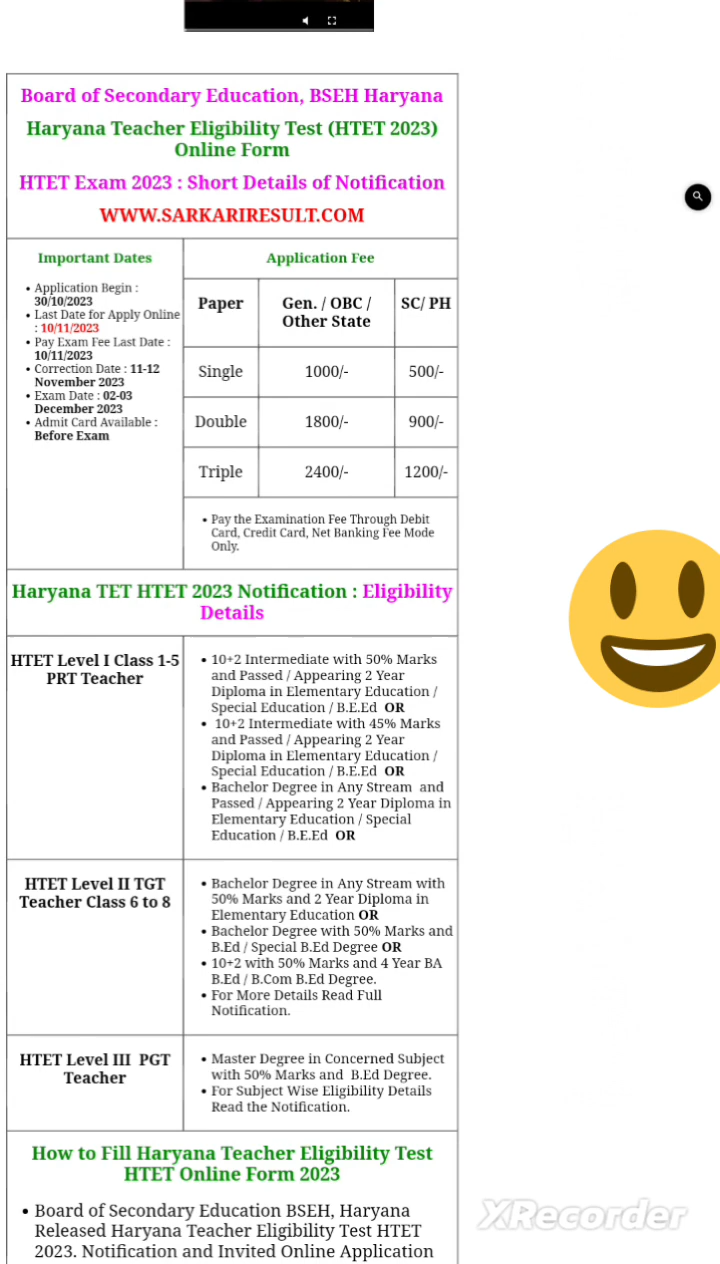 Board of Secondary Education, BSEH Haryana
Haryana Teacher Eligibility Test (HTET 2023)
Online Form
HTET Exam 2023 : Short Details of Notification
WWW.SARKARIRESULT.COM
Important Dates
• Application Begin :
30/10/2023
• Last Date for Apply Online
: 10/11/2023
• Pay Exam Fee Last Date :
10/11/2023
• Correction Date : 11-12
November 2023
• Exam Date : 02-03
December 2023
• Admit Card Available :
Before Exam
Application Fee
Paper
Gen. / OBC /
Other State
SC/ PH
Single 1000/- 500/-
Double 1800/- 900/-
Triple 2400/- 1200/-
• Pay the Examination Fee Through Debit
Card, Credit Card, Net Banking Fee Mode
Only.
Haryana TET HTET 2023 Notification : Eligibility
Details
HTET Level I Class 1-5
PRT Teacher
• 10+2 Intermediate with 50% Marks
and Passed / Appearing 2 Year
Diploma in Elementary Education /
Special Education / B.E.Ed OR
• 10+2 Intermediate with 45% Marks
and Passed / Appearing 2 Year
Diploma in Elementary Education /
Special Education / B.E.Ed OR
• Bachelor Degree in Any Stream and
Passed / Appearing 2 Year Diploma in
Elementary Education / Special
Education / B.E.Ed OR
HTET Level II TGT
Teacher Class 6 to 8
• Bachelor Degree in Any Stream with
50% Marks and 2 Year Diploma in
Elementary Education OR
• Bachelor Degree with 50% Marks and
B.Ed / Special B.Ed Degree OR
• 10+2 with 50% Marks and 4 Year BA
B.Ed / B.Com B.Ed Degree.
• For More Details Read Full
Notification.
HTET Level III PGT
Teacher
• Master Degree in Concerned Subject
with 50% Marks and B.Ed Degree.
• For Subject Wise Eligibility Details
Read the Notification.
How to Fill Haryana Teacher Eligibility Test
HTET Online Form 2023
• Board of Secondary Education BSEH, Haryana
Released Haryana Teacher Eligibility Test HTET
2023. Notification and Invited Online Application
XRecorder